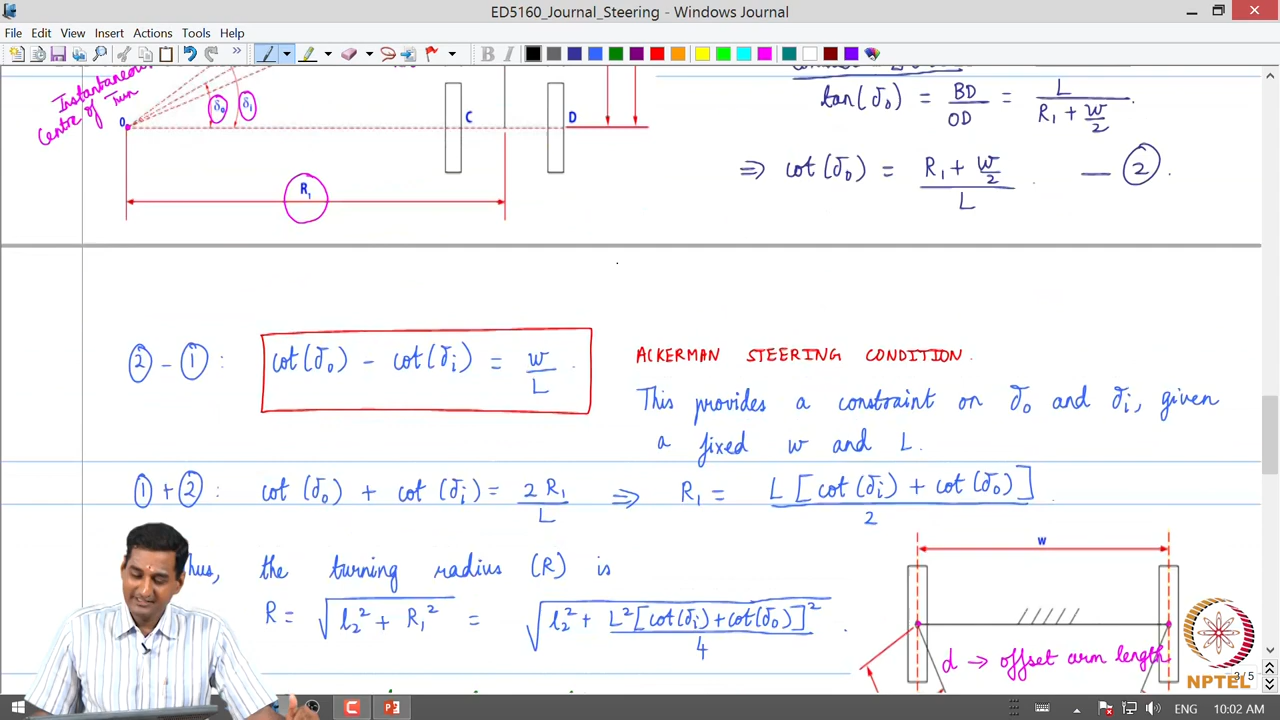 ED5160_Journal_Steering - Windows Journal
File Edit View Insert Actions Tools Help
Instantaneous
Centre of Turn
O
δo
δi
C
D
R1
tan(δo) = BD/OD = L/(R1 + w/2).
⇒ cot(δo) = (R1 + w/2)/L. — ②.
② - ① : cot(δo) - cot(δi) = w/L.
ACKERMAN STEERING CONDITION.
This provides a constraint on δo and δi, given
a fixed w and L.
① + ② : cot(δo) + cot(δi) = 2R1/L ⇒ R1 = L[cot(δi) + cot(δo)]/2.
the turning radius (R) is
R = √(l2² + R1²) = √(l2² + L²[cot(δi)+cot(δo)]²/4).
w
d → offset arm length
NPTEL
3/5
ENG 10:02 AM